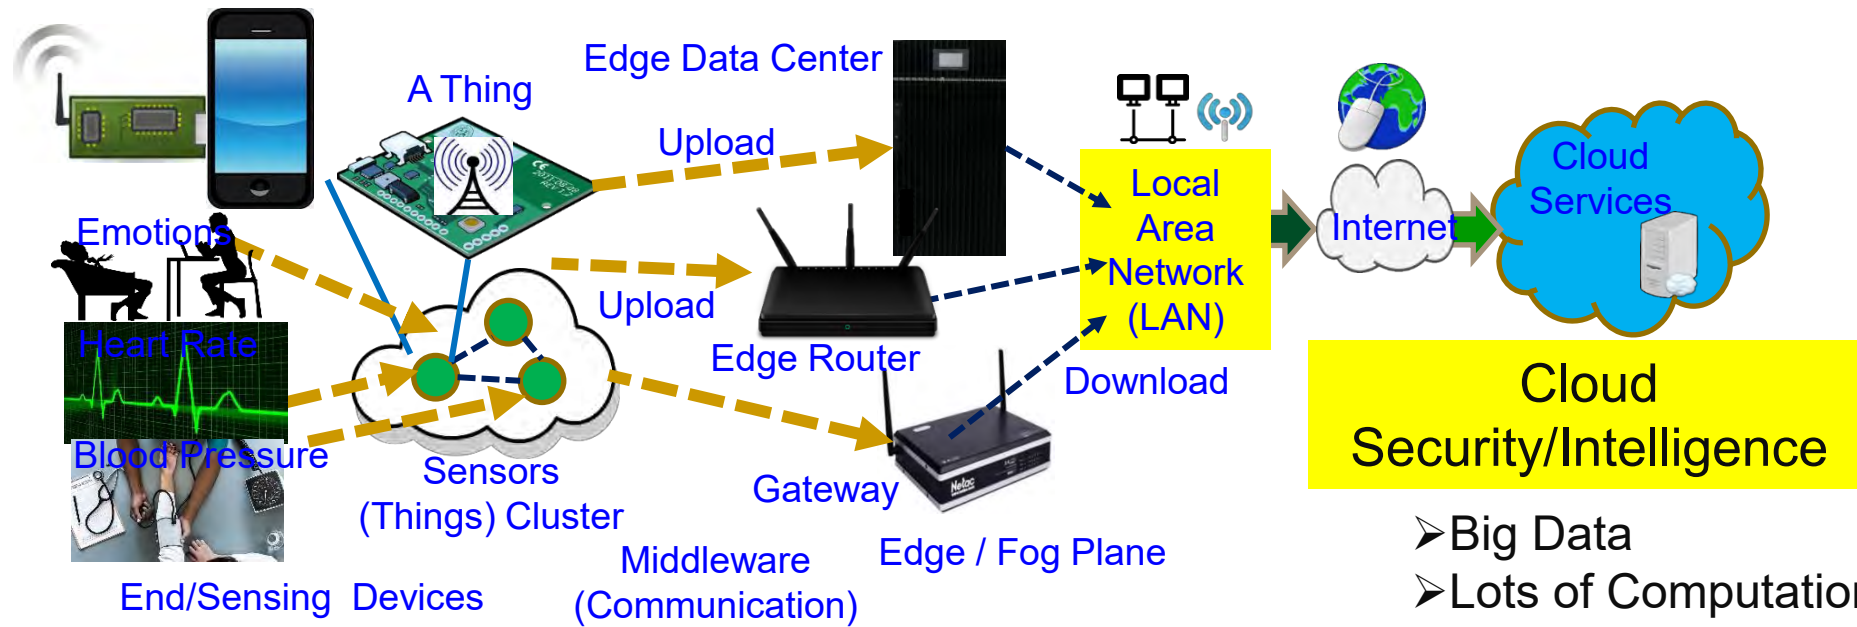 Edge Data Center
A Thing
Upload
Cloud
Services
Local
Area
Network
(LAN)
Internet
Emotions
Upload
Heart Rate
Edge Router
Download
Cloud
Security/Intelligence
Blood Pressure
Sensors
(Things) Cluster
Gateway
Netac
Middleware
(Communication)
Edge / Fog Plane
End/Sensing Devices
➢Big Data
➢Lots of Computation